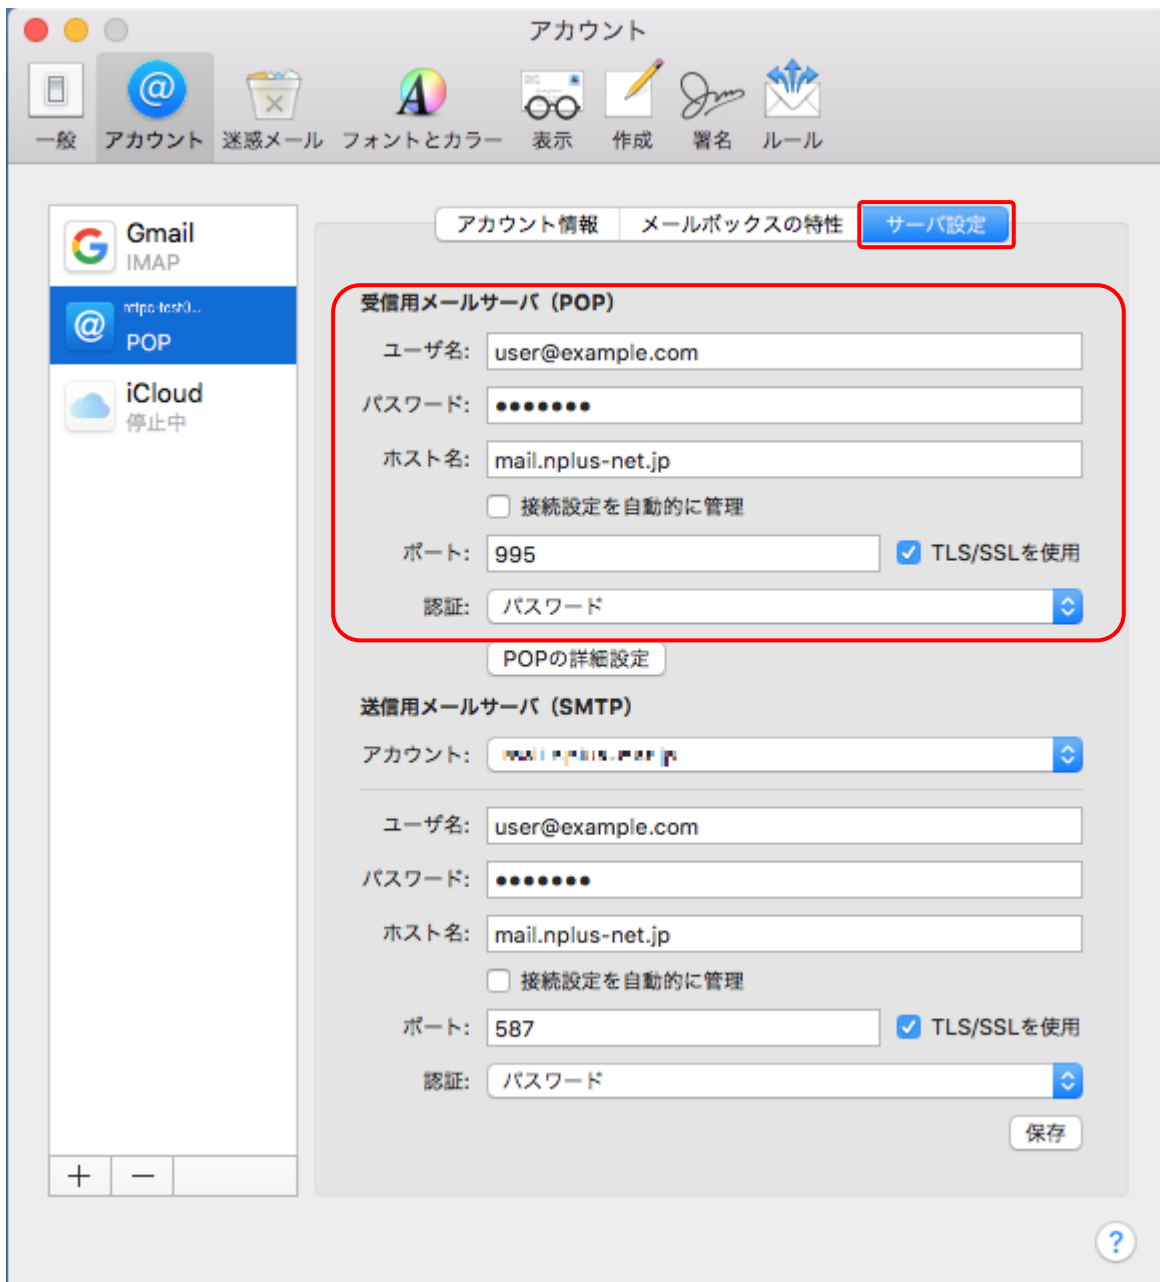 アカウント
一般 アカウント 迷惑メール フォントとカラー 表示 作成 署名 ルール
アカウント情報 メールボックスの特性 サーバ設定
Gmail
IMAP
POP
iCloud
停止中
受信用メールサーバ（POP）
ユーザ名: user@example.com
パスワード: •••••••
ホスト名: mail.nplus-net.jp
接続設定を自動的に管理
ポート: 995 TLS/SSLを使用
認証: パスワード
POPの詳細設定
送信用メールサーバ（SMTP）
アカウント:
ユーザ名: user@example.com
パスワード: •••••••
ホスト名: mail.nplus-net.jp
接続設定を自動的に管理
ポート: 587 TLS/SSLを使用
認証: パスワード
保存
+ −
?